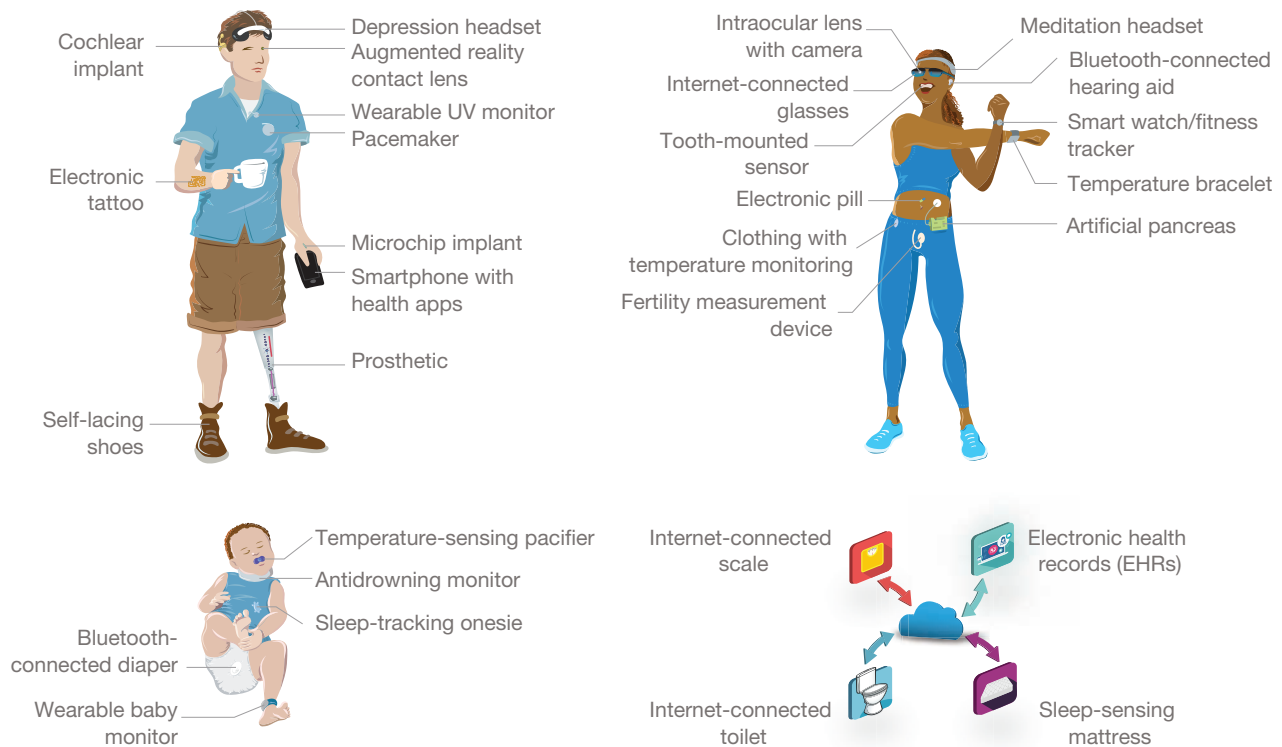 Cochlear
implant
Depression headset
Augmented reality
contact lens
Wearable UV monitor
Pacemaker
Electronic
tattoo
Microchip implant
Smartphone with
health apps
Prosthetic
Self-lacing
shoes
Intraocular lens
with camera
Meditation headset
Internet-connected
glasses
Bluetooth-connected
hearing aid
Tooth-mounted
sensor
Smart watch/fitness
tracker
Electronic pill
Temperature bracelet
Clothing with
temperature monitoring
Artificial pancreas
Fertility measurement
device
Temperature-sensing pacifier
Antidrowning monitor
Sleep-tracking onesie
Bluetooth-
connected diaper
Wearable baby
monitor
Internet-connected
scale
Electronic health
records (EHRs)
Internet-connected
toilet
Sleep-sensing
mattress